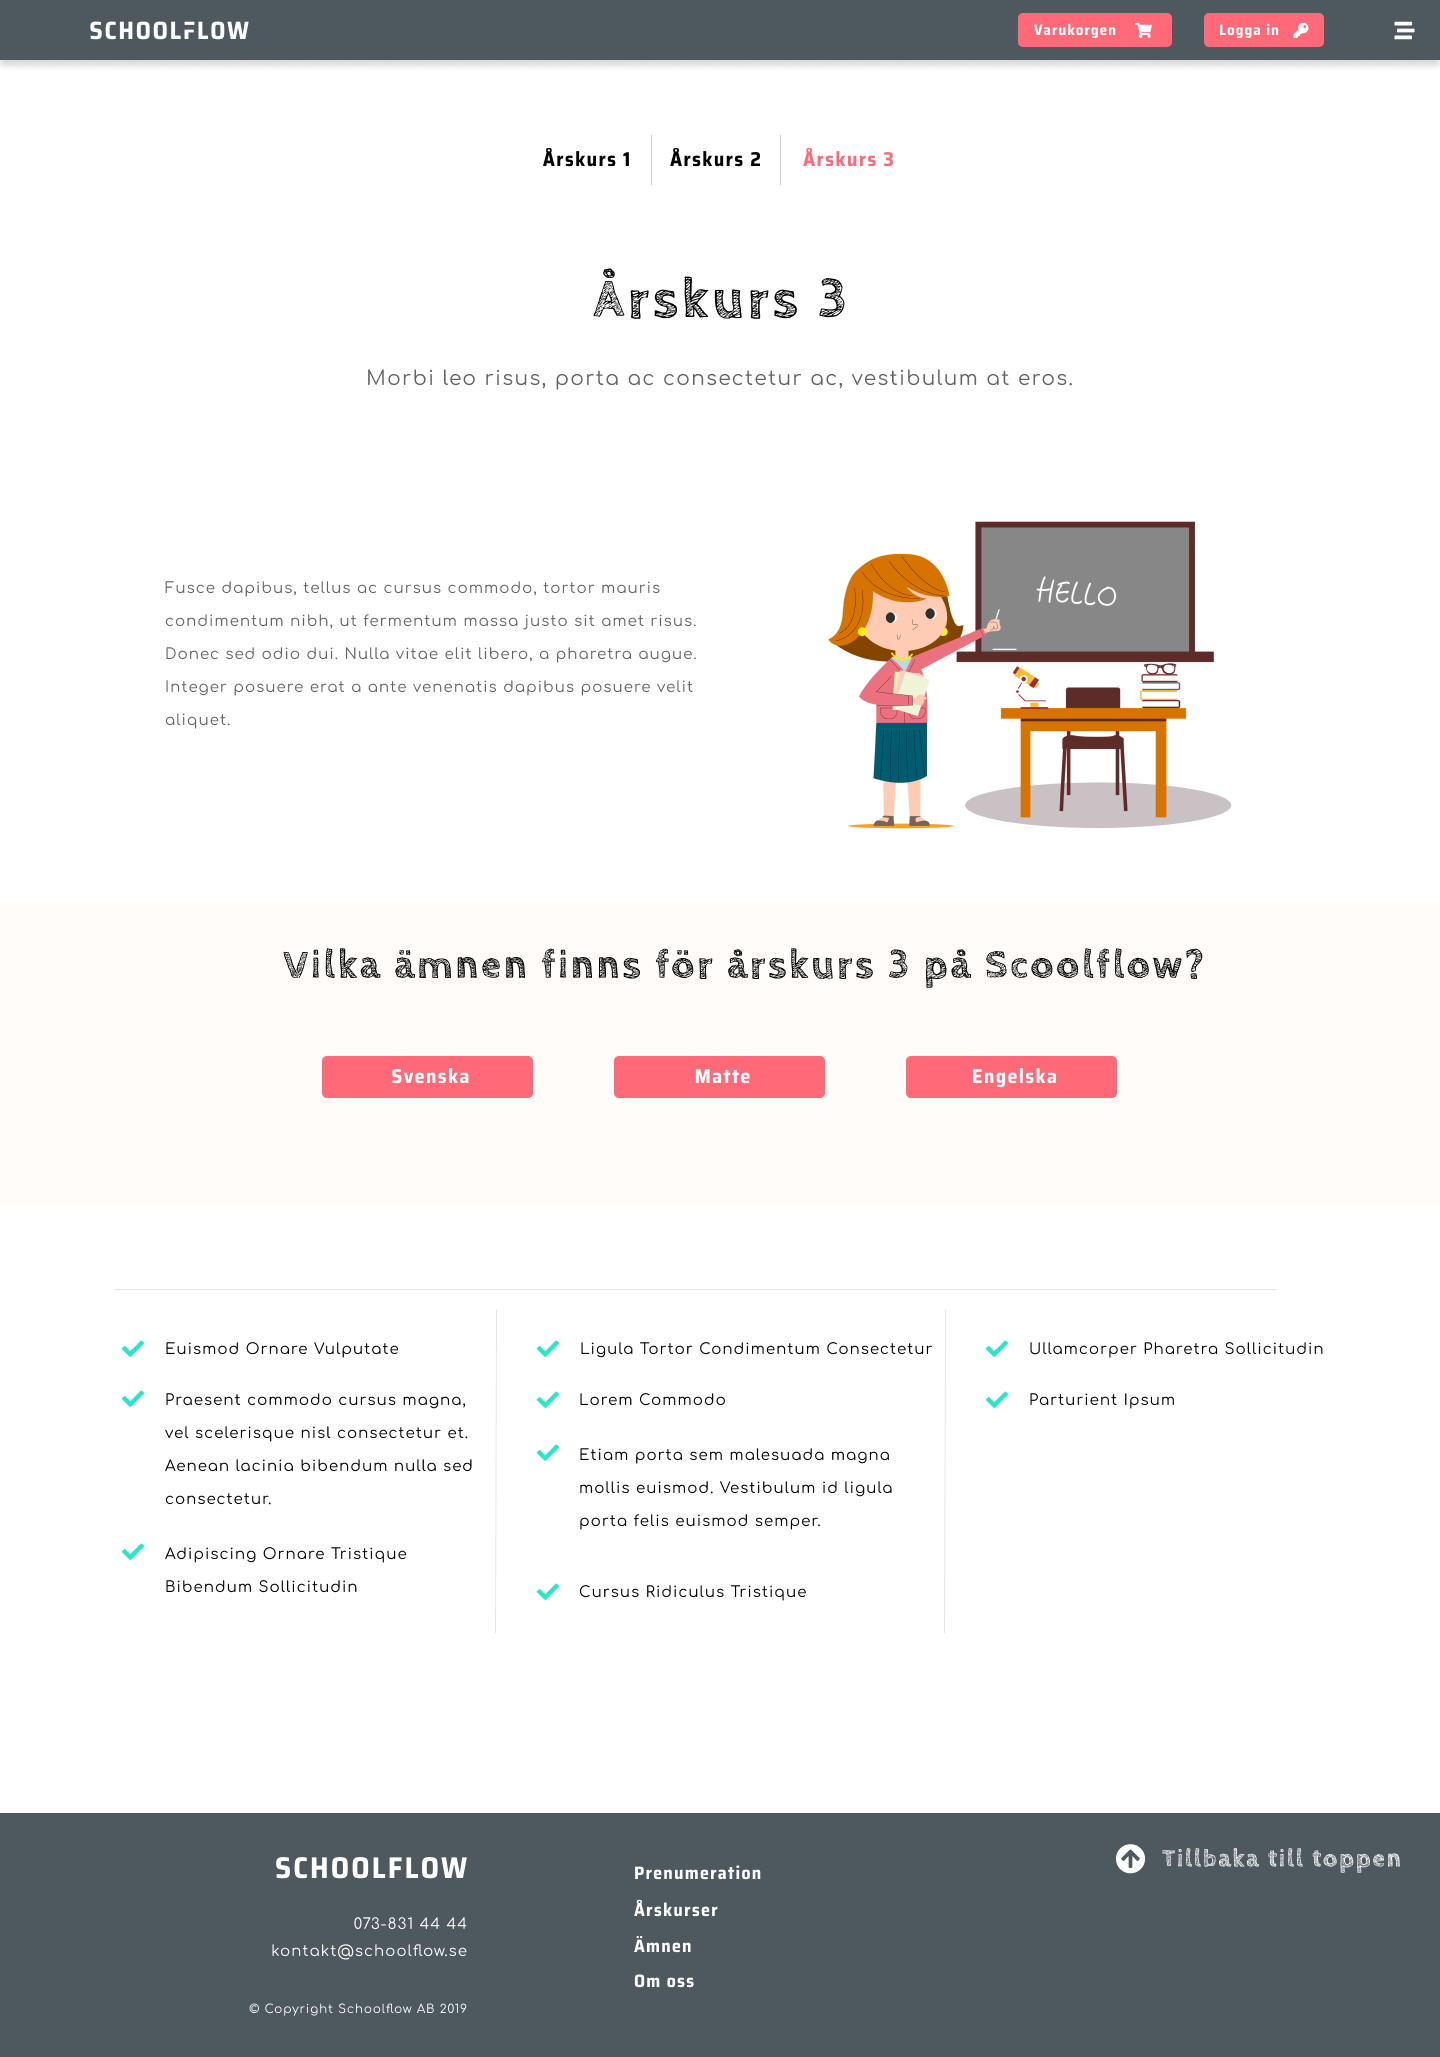 SCHOOLFLOW
Varukorgen
Logga in
Årskurs 1
Årskurs 2
Årskurs 3
Årskurs 3
Morbi leo risus, porta ac consectetur ac, vestibulum at eros.
Fusce dapibus, tellus ac cursus commodo, tortor mauris
condimentum nibh, ut fermentum massa justo sit amet risus.
Donec sed odio dui. Nulla vitae elit libero, a pharetra augue.
Integer posuere erat a ante venenatis dapibus posuere velit
aliquet.
HELLO
Vilka ämnen finns för årskurs 3 på Scoolflow?
Svenska
Matte
Engelska
Euismod Ornare Vulputate
Praesent commodo cursus magna,
vel scelerisque nisl consectetur et.
Aenean lacinia bibendum nulla sed
consectetur.
Adipiscing Ornare Tristique
Bibendum Sollicitudin
Ligula Tortor Condimentum Consectetur
Lorem Commodo
Etiam porta sem malesuada magna
mollis euismod. Vestibulum id ligula
porta felis euismod semper.
Cursus Ridiculus Tristique
Ullamcorper Pharetra Sollicitudin
Parturient Ipsum
SCHOOLFLOW
073-831 44 44
kontakt@schoolflow.se
© Copyright Schoolflow AB 2019
Prenumeration
Årskurser
Ämnen
Om oss
Tillbaka till toppen